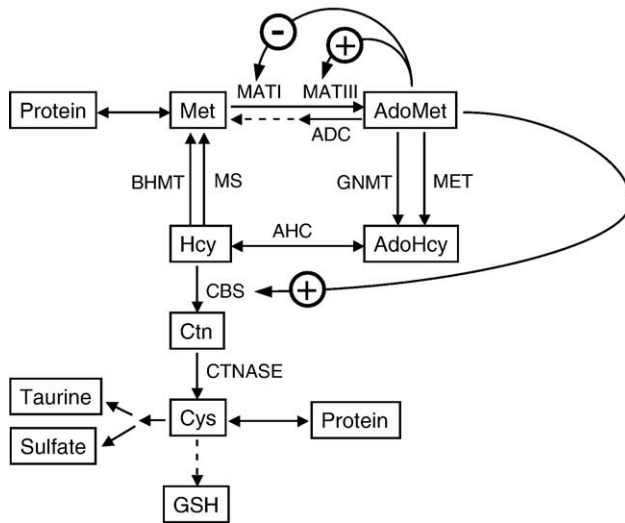 -
+
MATI MATIII
Protein Met AdoMet
ADC
BHMT MS GNMT MET
AHC
Hcy AdoHcy
CBS +
Ctn
CTNASE
Taurine
Cys Protein
Sulfate
GSH